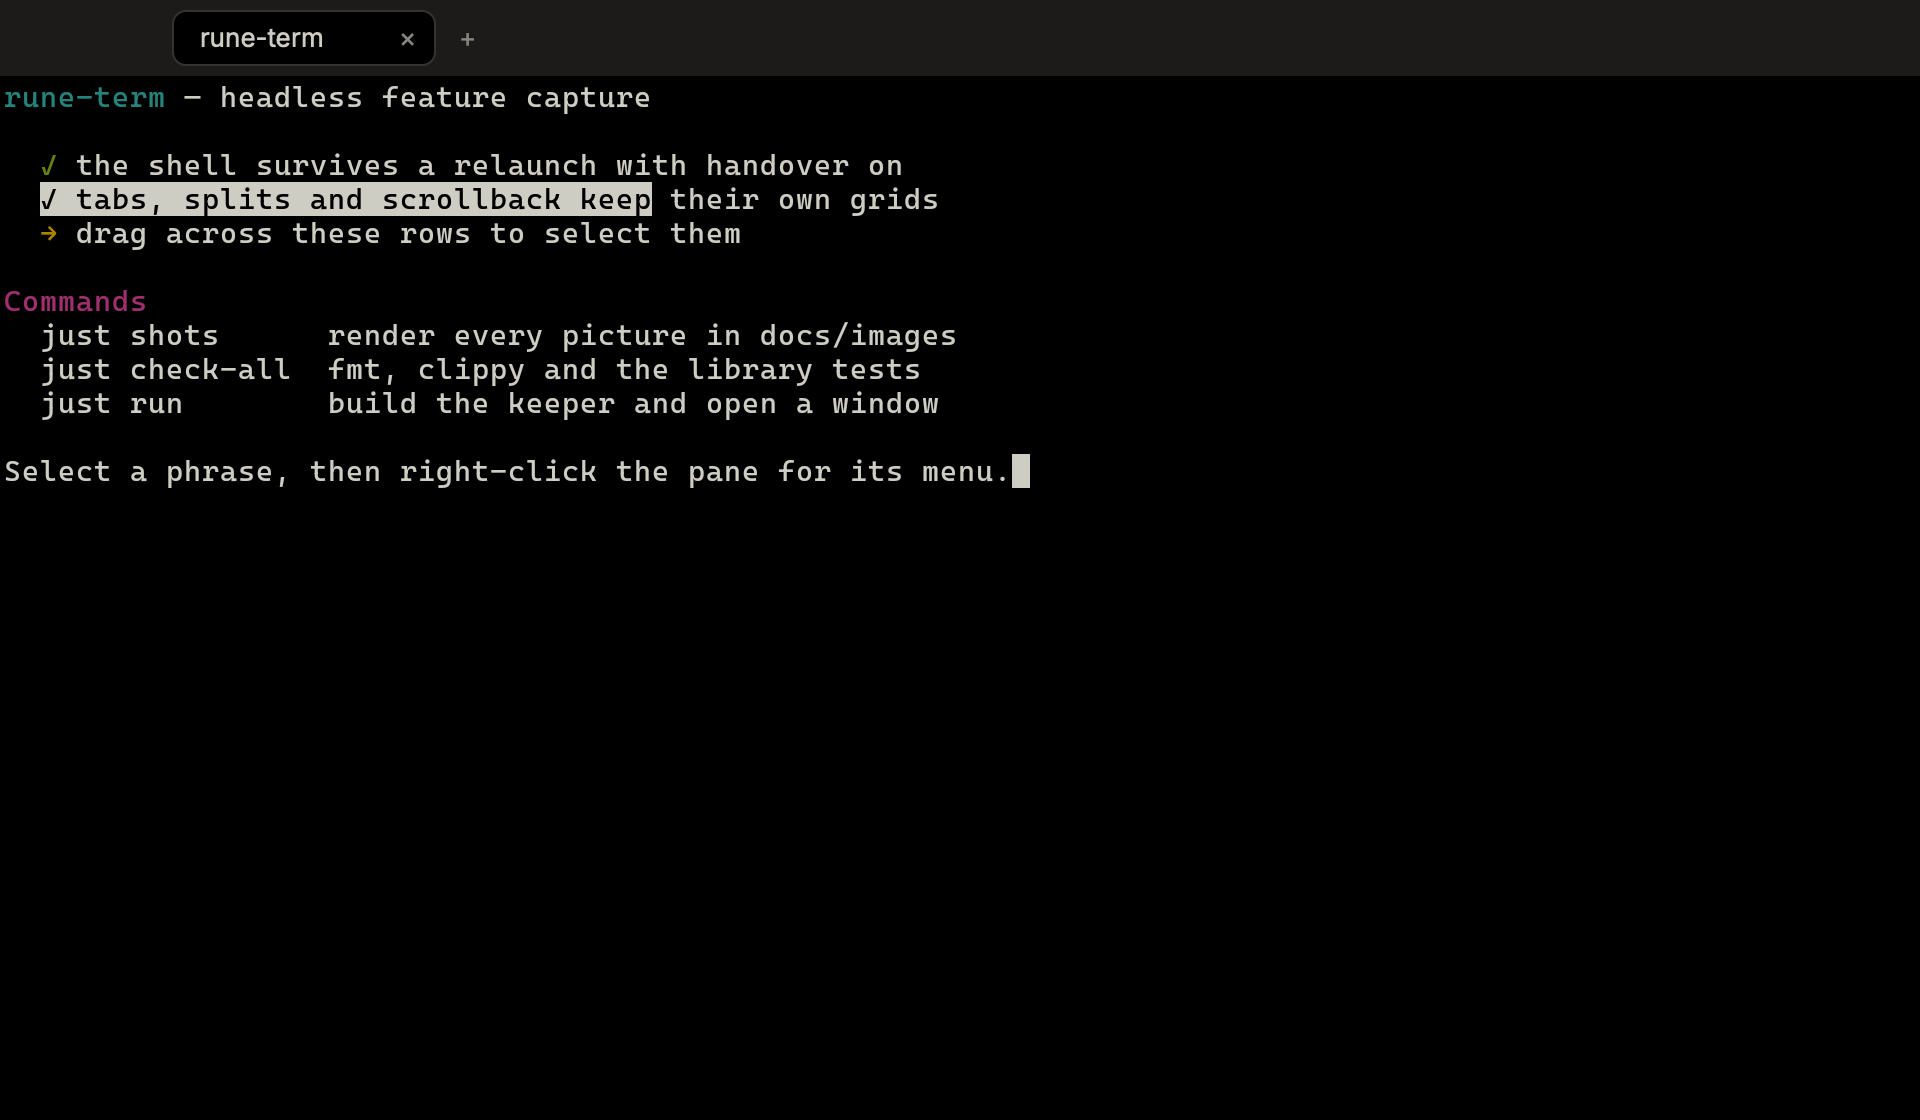 rune-term × +
rune-term — headless feature capture
✓ the shell survives a relaunch with handover on
✓ tabs, splits and scrollback keep their own grids
→ drag across these rows to select them
Commands
just shots      render every picture in docs/images
just check-all  fmt, clippy and the library tests
just run        build the keeper and open a window
Select a phrase, then right-click the pane for its menu.